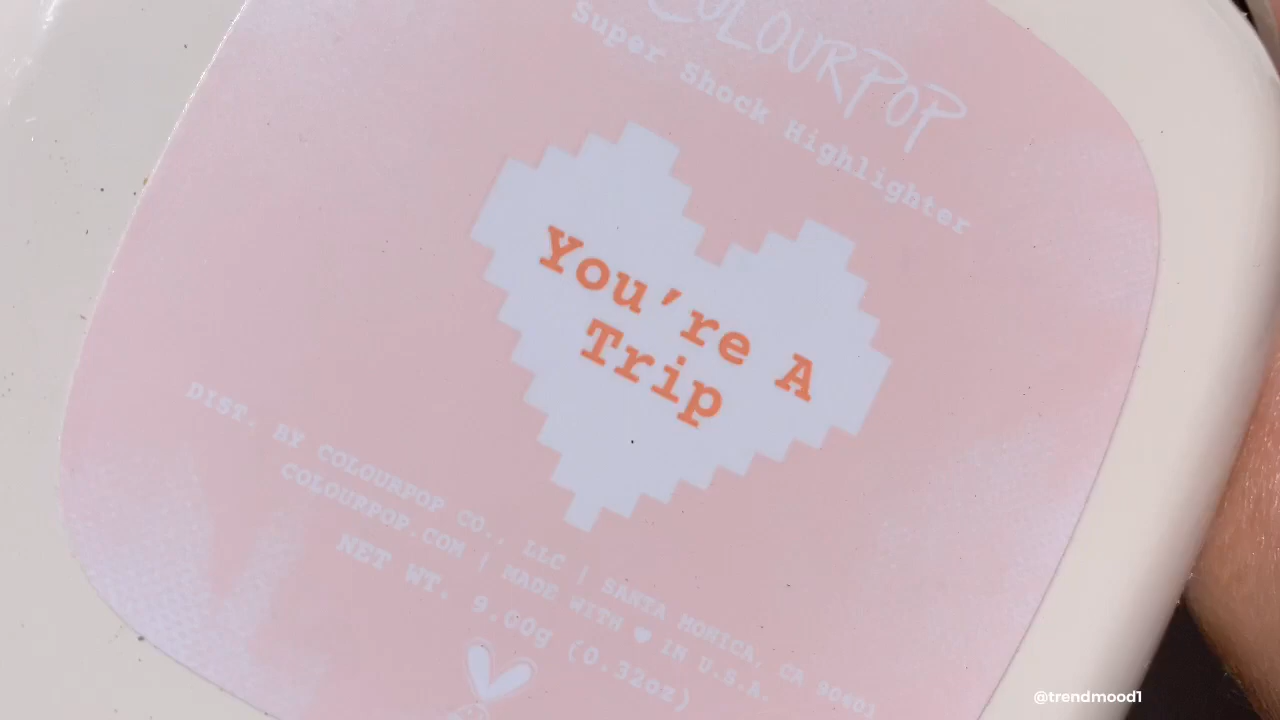 COLOURPOP
Super Shock Highlighter
You're A
Trip
DIST. BY COLOURPOP CO., LLC | SANTA MONICA, CA 90401
COLOURPOP.COM | MADE WITH ♥ IN U.S.A.
NET WT. 9.00g (0.32oz)
@trendmood1